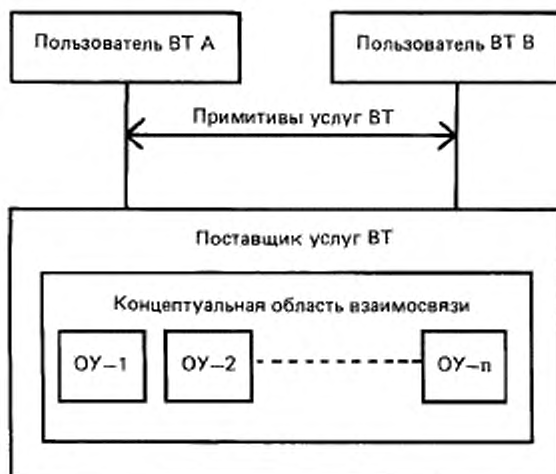 Пользователь ВТ А
Пользователь ВТ В
Примитивы услуг ВТ
Поставщик услуг ВТ
Концептуальная область взаимосвязи
ОУ—1
ОУ—2
ОУ—n